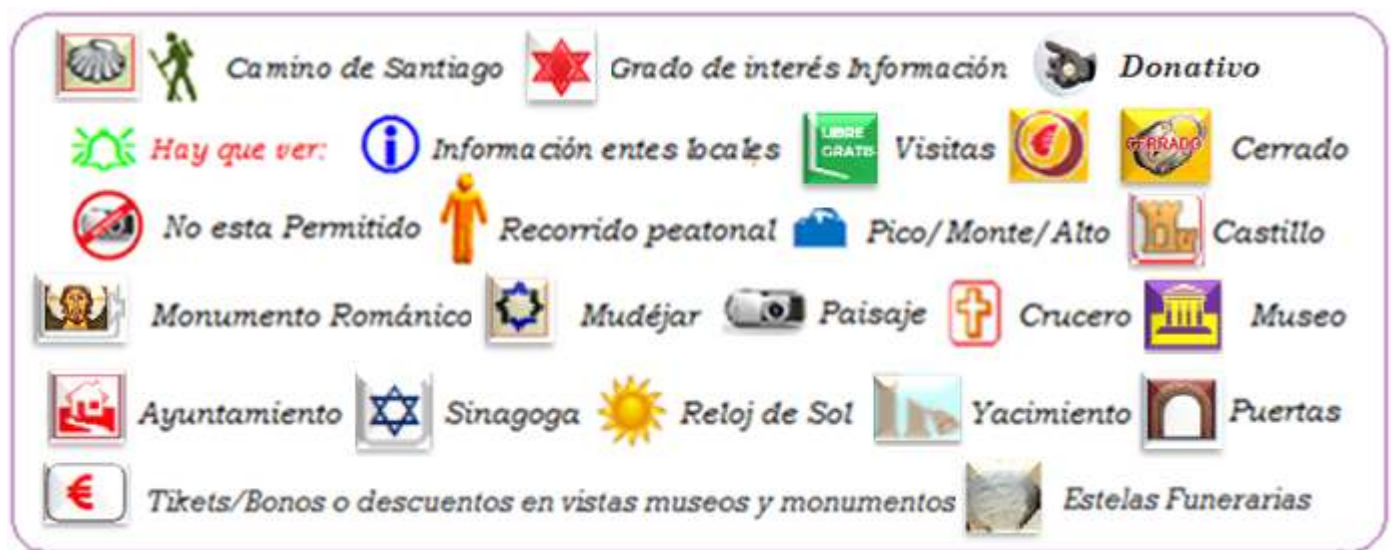 Camino de Santiago Grado de interés Información Donativo
Hay que ver: Información entes locales LIBRE GRATIS Visitas € CERRADO Cerrado
No esta Permitido Recorrido peatonal Pico/Monte/Alto Castillo
Monumento Románico Mudéjar Paisaje Crucero Museo
Ayuntamiento Sinagoga Reloj de Sol Yacimiento Puertas
€ Tikets/Bonos o descuentos en vistas museos y monumentos Estelas Funerarias